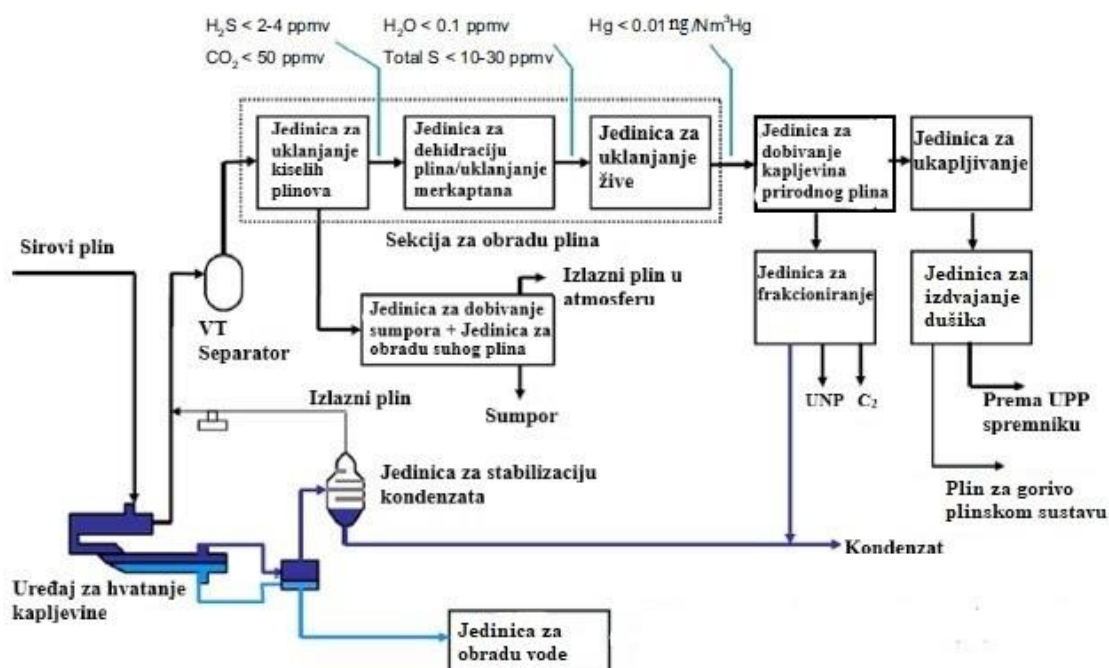 H₂S < 2-4 ppmv
CO₂ < 50 ppmv
H₂O < 0.1 ppmv
Total S < 10-30 ppmv
Hg < 0.01 ng/Nm³Hg
Jedinica za
uklanjanje
kiselih
plinova
Jedinica za
dehidraciju
plina/uklanjanje
merkaptana
Jedinica za
uklanjanje
žive
Jedinica za
dobivanje
kapljevina
prirodnog plina
Jedinica za
ukapljivanje
Sekcija za obradu plina
Sirovi plin
VT
Separator
Izlazni plin u
atmosferu
Jedinica za dobivanje
sumpora + Jedinica za
obradu suhog plina
Sumpor
Jedinica za
frakcioniranje
Jedinica za
izdvajanje
dušika
UNP
C₂
Prema UPP
spremniku
Plin za gorivo
plinskom sustavu
Izlazni plin
Jedinica za stabilizaciju
kondenzata
Kondenzat
Uređaj za hvatanje
kapljevine
Jedinica za
obradu vode